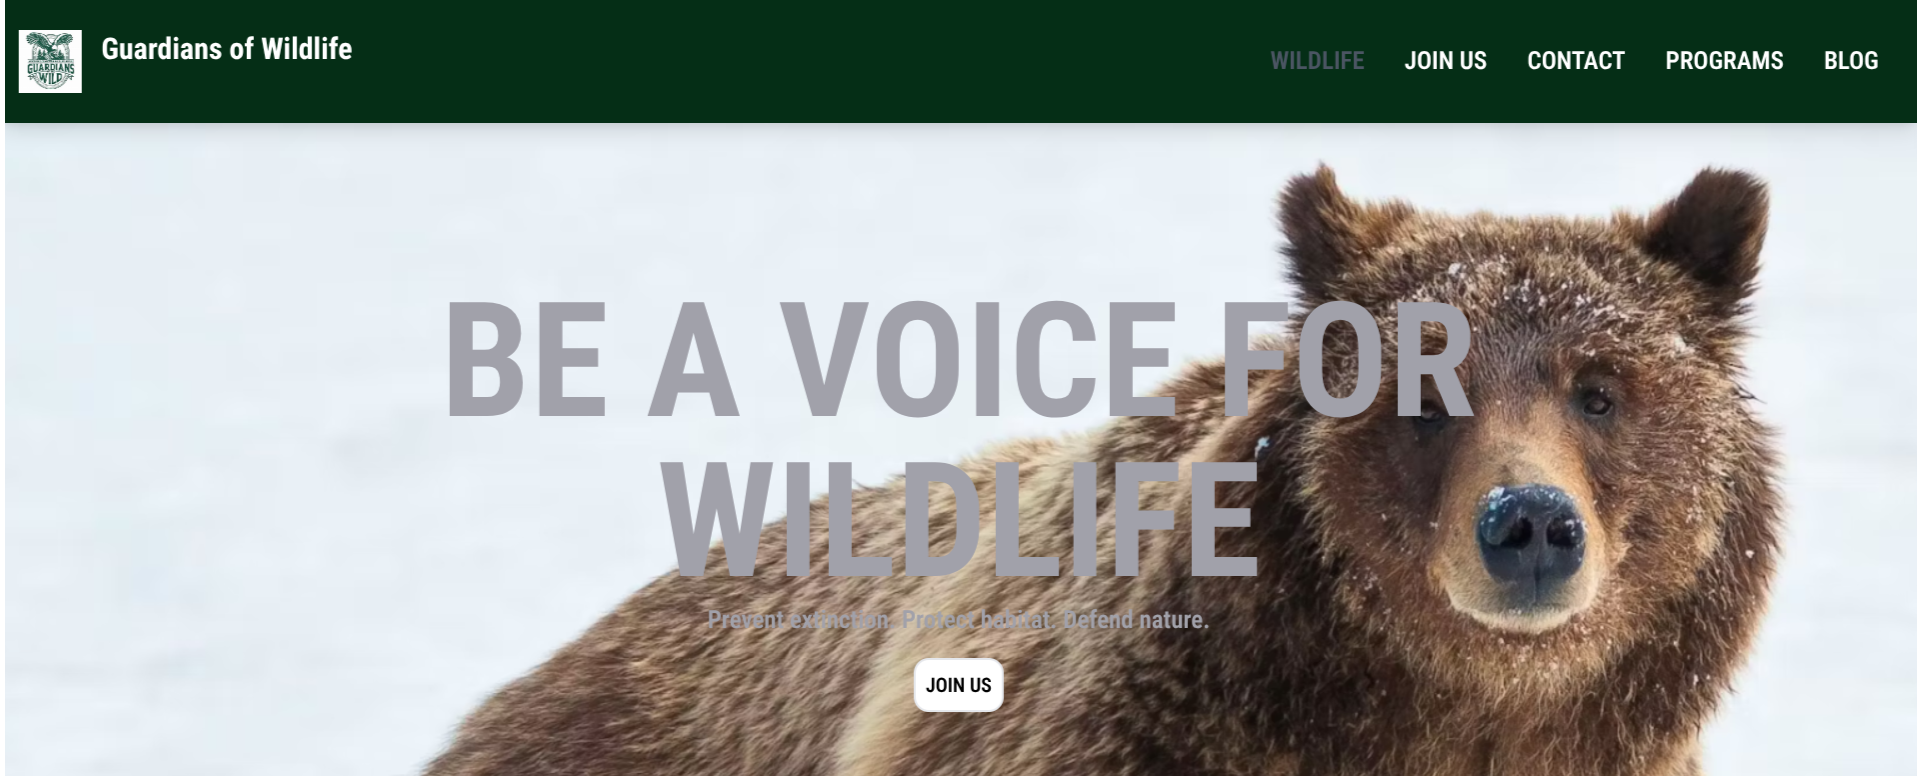 GUARDIANS
WILD
Guardians of Wildlife
WILDLIFE
JOIN US
CONTACT
PROGRAMS
BLOG
BE A VOICE FOR
WILDLIFE
Prevent extinction. Protect habitat. Defend nature.
JOIN US